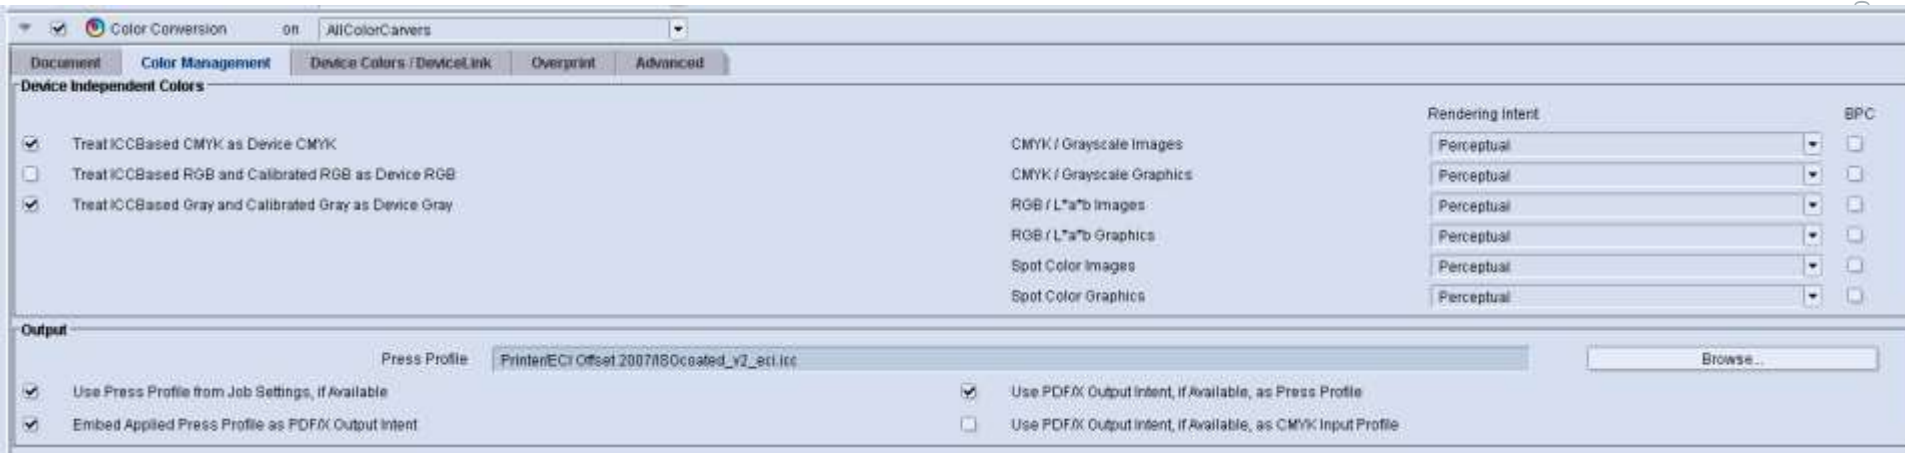 Color Conversion on AllColorCarvers
Document Color Management Device Colors / DeviceLink Overprint Advanced
Device Independent Colors
Rendering Intent BPC
Treat ICCBased CMYK as Device CMYK CMYK / Grayscale Images Perceptual
Treat ICCBased RGB and Calibrated RGB as Device RGB CMYK / Grayscale Graphics Perceptual
Treat ICCBased Gray and Calibrated Gray as Device Gray RGB / L*a*b Images Perceptual
RGB / L*a*b Graphics Perceptual
Spot Color Images Perceptual
Spot Color Graphics Perceptual
Output
Press Profile Printer/ECI Offset 2007/ISOcoated_v2_eci.icc Browse...
Use Press Profile from Job Settings, if Available Use PDF/X Output Intent, if Available, as Press Profile
Embed Applied Press Profile as PDF/X Output Intent Use PDF/X Output Intent, if Available, as CMYK Input Profile